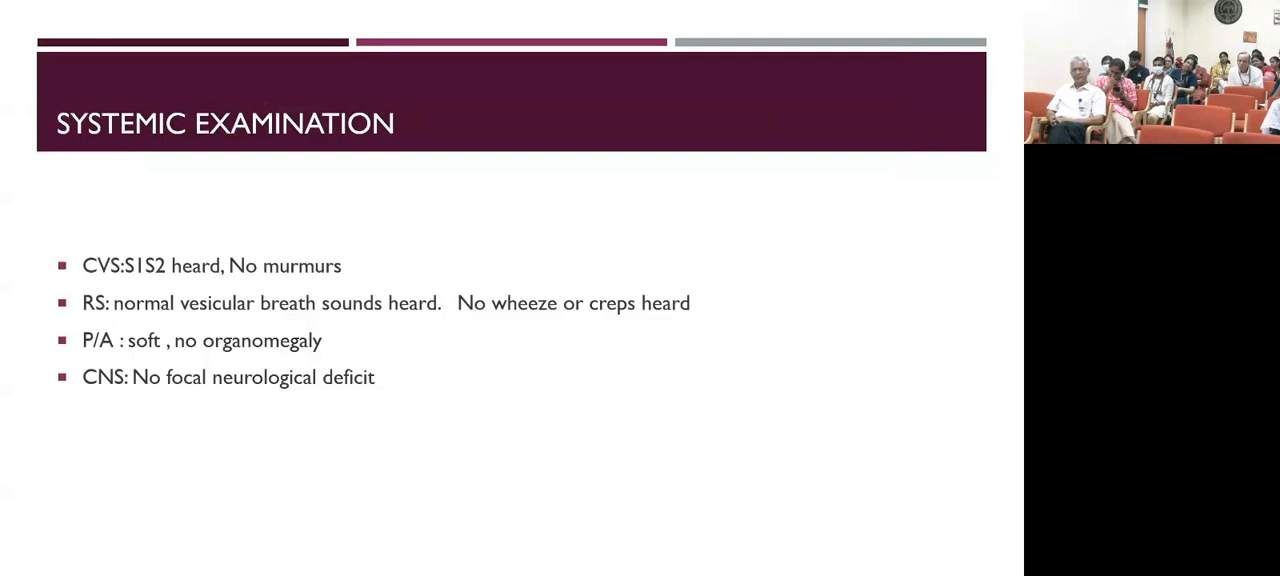 SYSTEMIC EXAMINATION
CVS:S1S2 heard, No murmurs
RS: normal vesicular breath sounds heard. No wheeze or creps heard
P/A : soft , no organomegaly
CNS: No focal neurological deficit